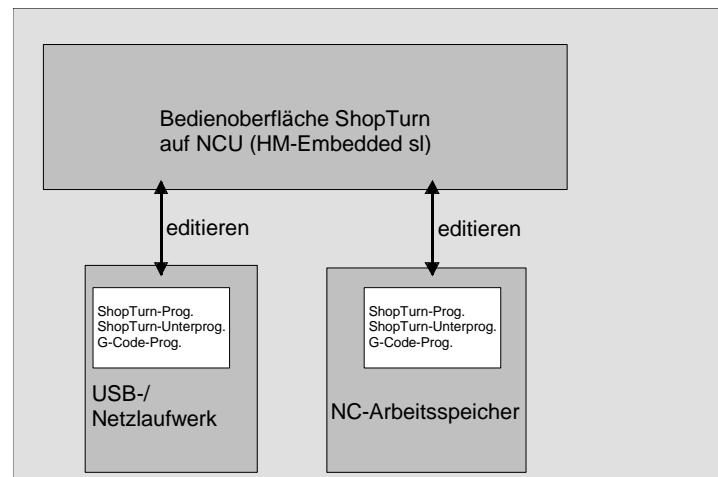 Bedienoberfläche ShopTurn
auf NCU (HM-Embedded sl)
editieren
editieren
ShopTurn-Prog.
ShopTurn-Unterprog.
G-Code-Prog.
USB-/
Netzlaufwerk
ShopTurn-Prog.
ShopTurn-Unterprog.
G-Code-Prog.
NC-Arbeitsspeicher